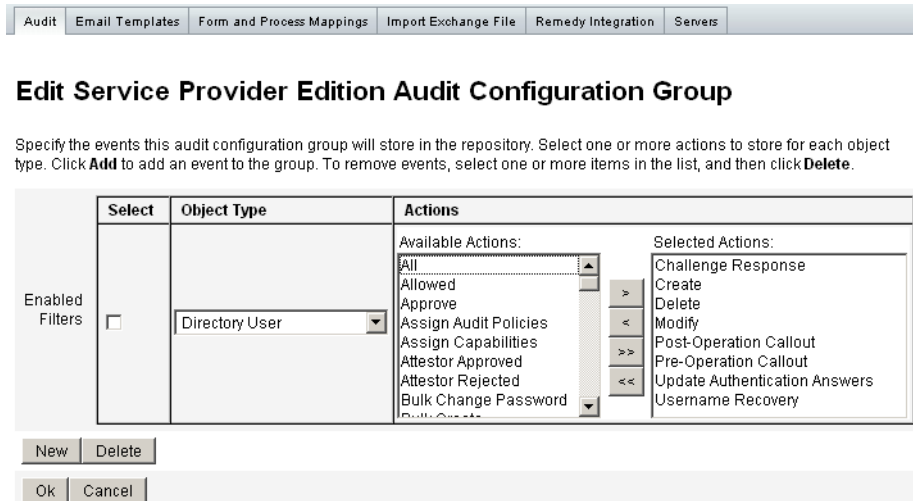 Audit Email Templates Form and Process Mappings Import Exchange File Remedy Integration Servers
Edit Service Provider Edition Audit Configuration Group
Specify the events this audit configuration group will store in the repository. Select one or more actions to store for each object
type. Click Add to add an event to the group. To remove events, select one or more items in the list, and then click Delete.
Select Object Type Actions
Enabled
Filters
Directory User
Available Actions:
All
Allowed
Approve
Assign Audit Policies
Assign Capabilities
Attestor Approved
Attestor Rejected
Bulk Change Password
>
<
>>
<<
Selected Actions:
Challenge Response
Create
Delete
Modify
Post-Operation Callout
Pre-Operation Callout
Update Authentication Answers
Username Recovery
New Delete
Ok Cancel